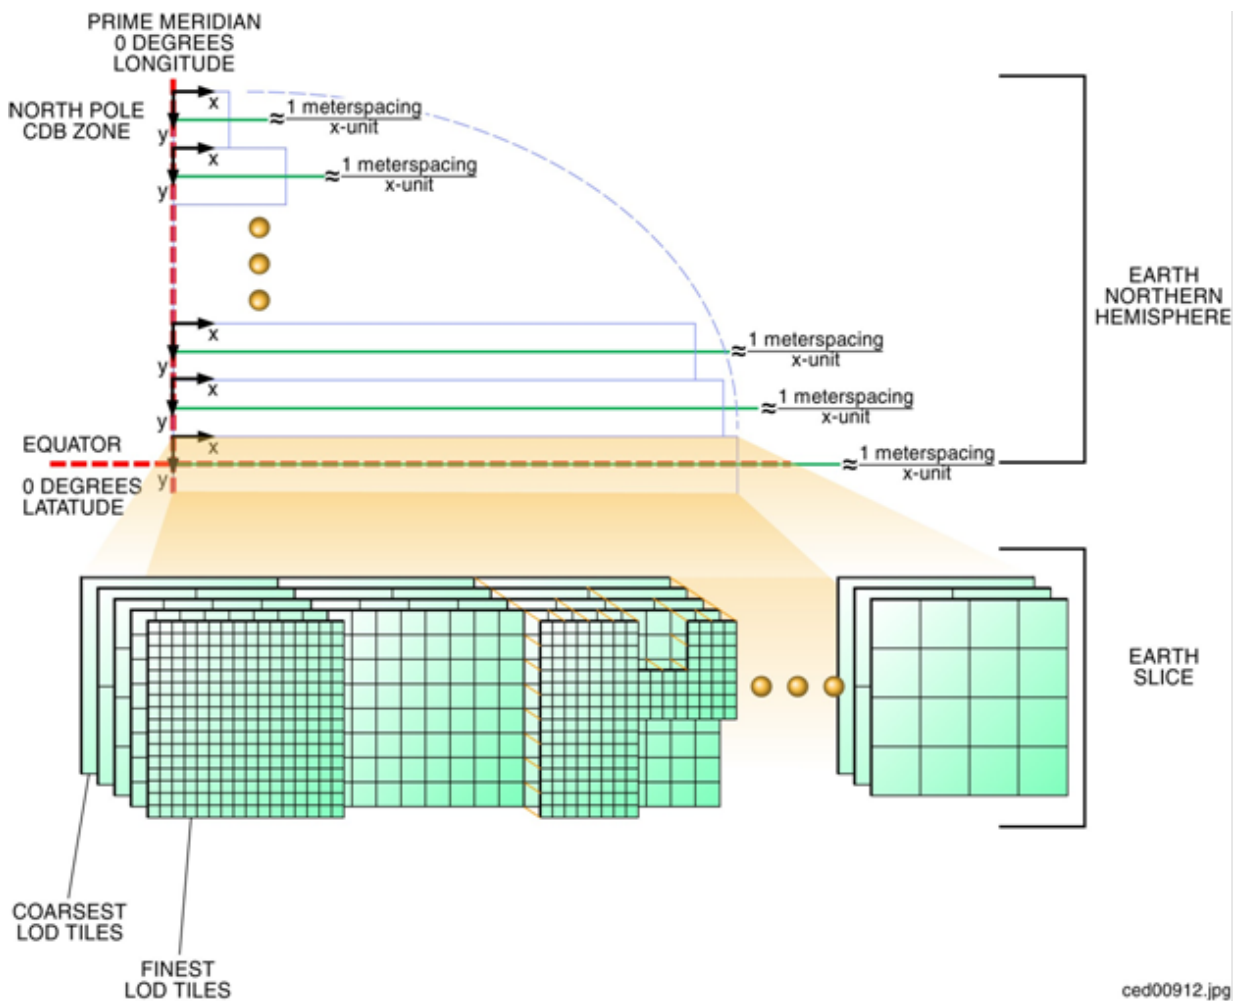 PRIME MERIDIAN
0 DEGREES
LONGITUDE
NORTH POLE
CDB ZONE
x
y
≈ 1 meterspacing
x-unit
x
y
≈ 1 meterspacing
x-unit
EARTH
NORTHERN
HEMISPHERE
x
y
≈ 1 meterspacing
x-unit
x
y
≈ 1 meterspacing
x-unit
EQUATOR
x
y
≈ 1 meterspacing
x-unit
0 DEGREES
LATATUDE
EARTH
SLICE
COARSEST
LOD TILES
FINEST
LOD TILES
ced00912.jpg